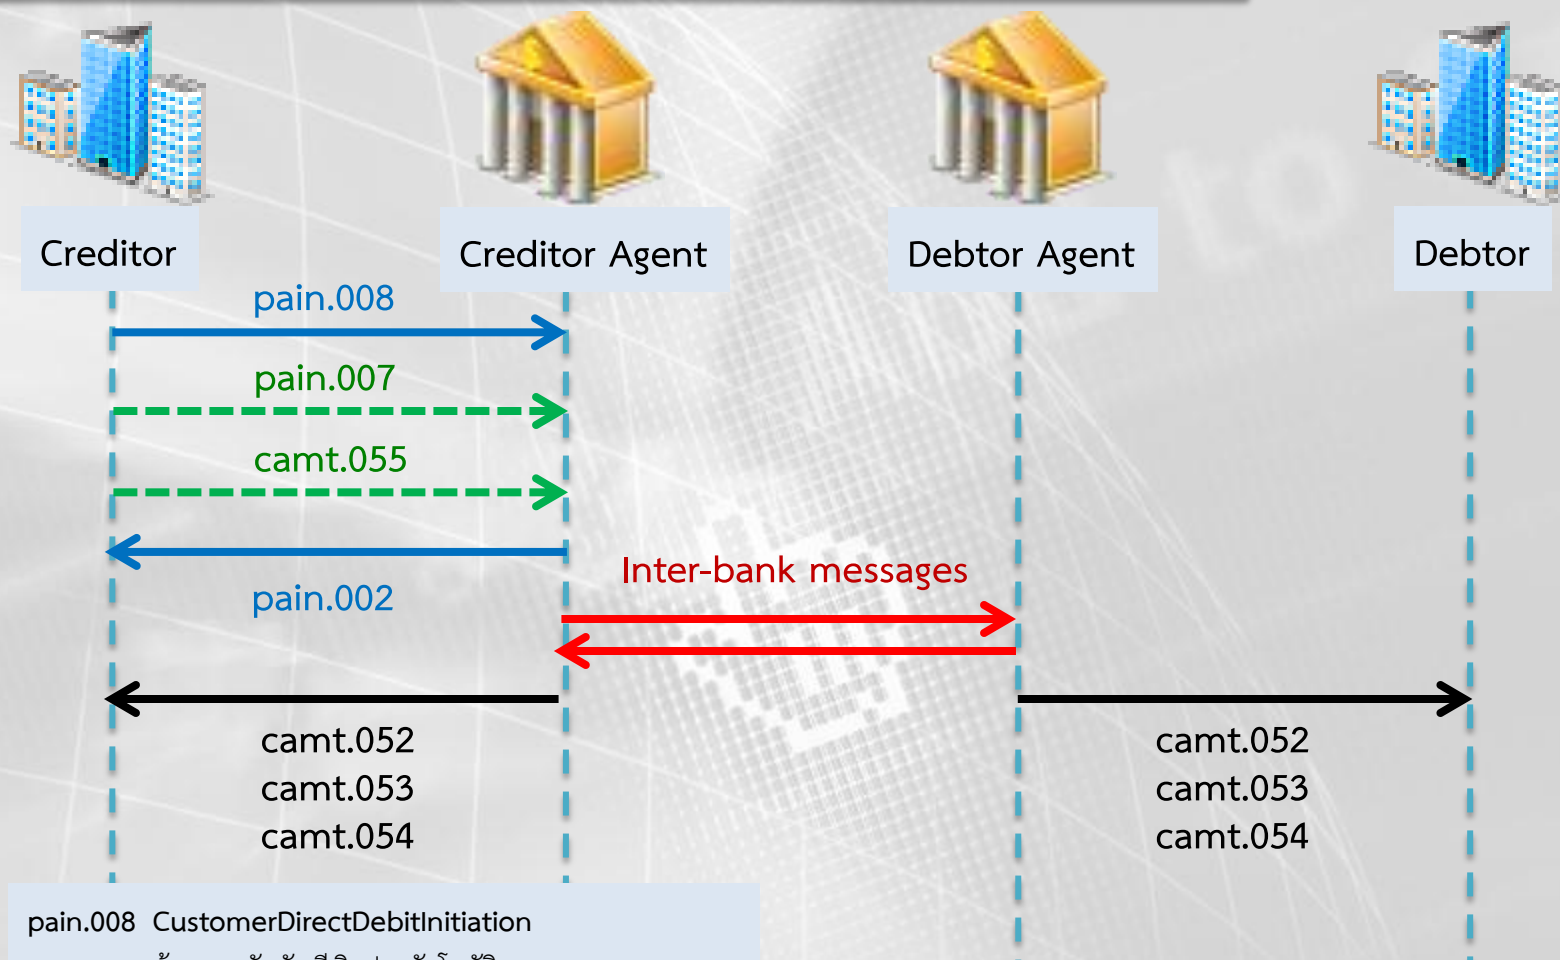 Creditor
Creditor Agent
Debtor Agent
Debtor
pain.008
pain.007
camt.055
pain.002
Inter-bank messages
camt.052
camt.053
camt.054
camt.052
camt.053
camt.054
pain.008 CustomerDirectDebitInitiation